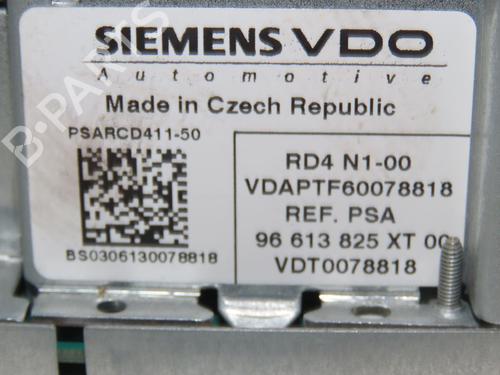 SIEMENS VDO
Automotive
Made in Czech Republic
PSARCD411-50
RD4 N1-00
VDAPTF60078818
REF. PSA
96 613 825 XT 00
VDT0078818
BS0306130078818
B-PARTS